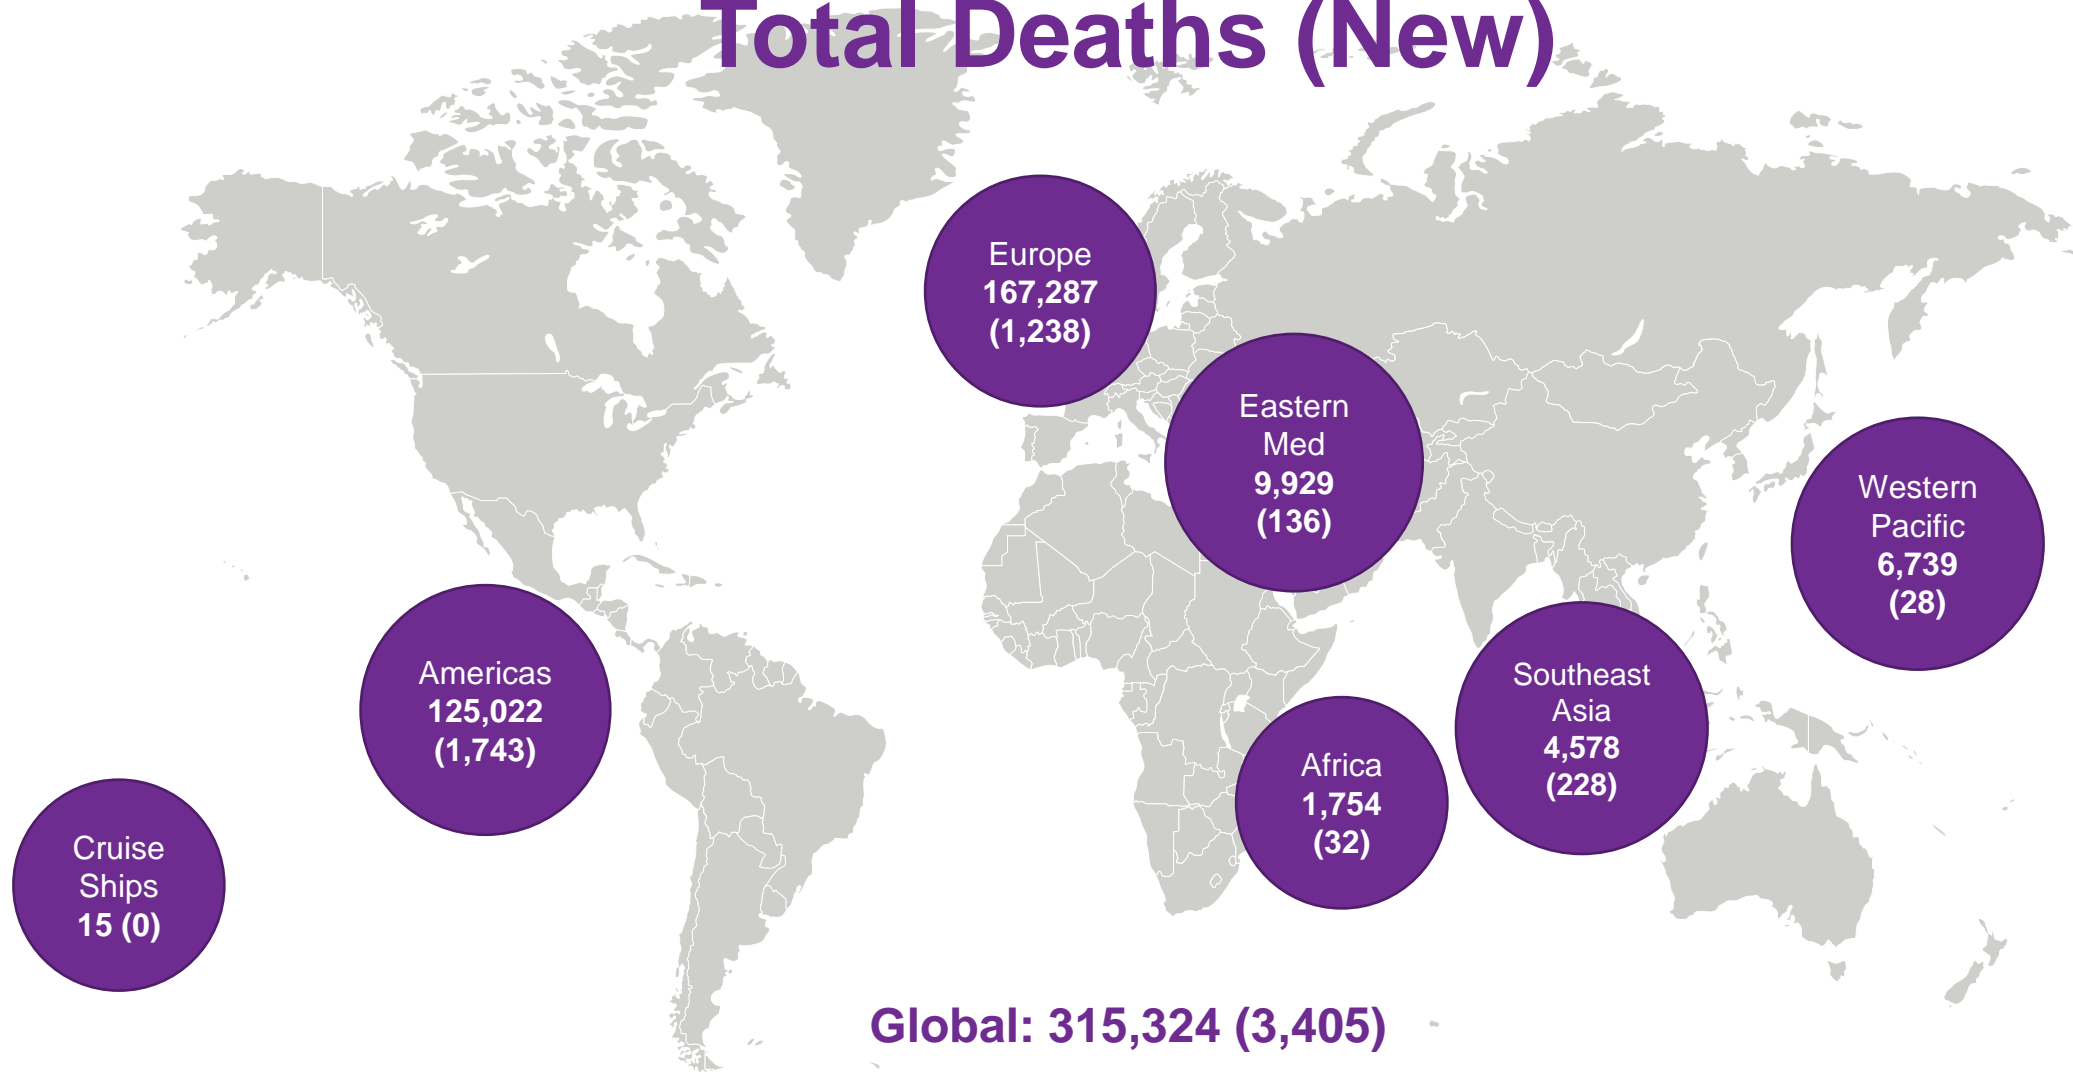 Total Deaths (New)
Europe
167,287
(1,238)
Eastern
Med
9,929
(136)
Western
Pacific
6,739
(28)
Americas
125,022
(1,743)
Southeast
Asia
4,578
(228)
Africa
1,754
(32)
Cruise
Ships
15 (0)
Global: 315,324 (3,405)